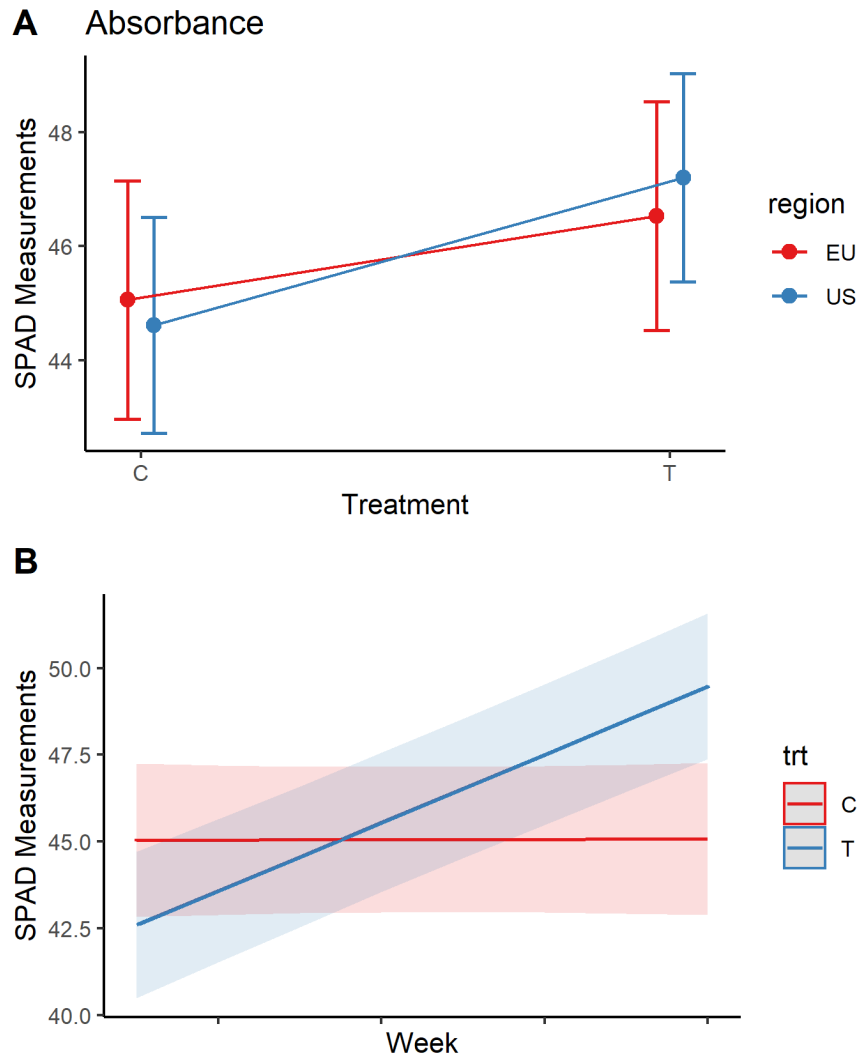 A Absorbance
SPAD Measurements
48
46
44
C T
Treatment
region
EU
US
B
SPAD Measurements
50.0
47.5
45.0
42.5
40.0
Week
trt
C
T